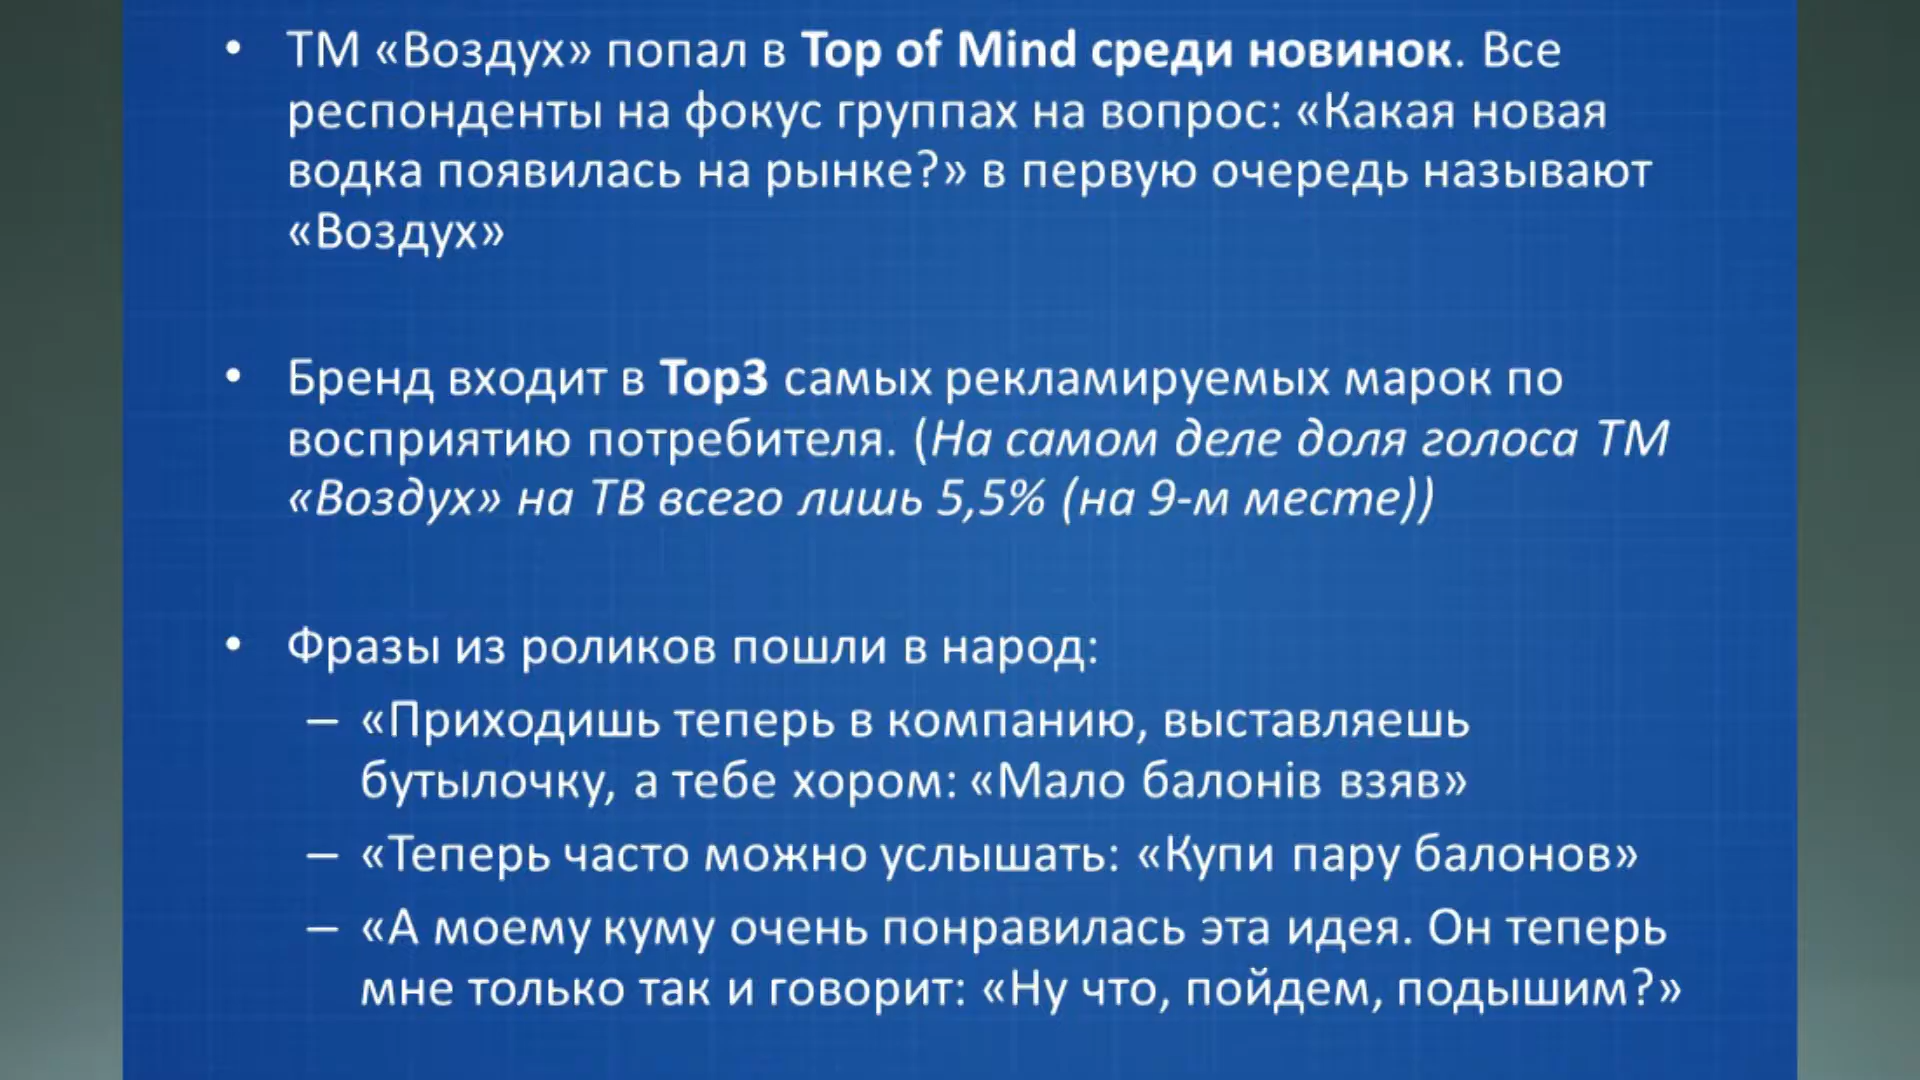 • ТМ «Воздух» попал в Top of Mind среди новинок. Все
респонденты на фокус группах на вопрос: «Какая новая
водка появилась на рынке?» в первую очередь называют
«Воздух»
• Бренд входит в Top3 самых рекламируемых марок по
восприятию потребителя. (На самом деле доля голоса ТМ
«Воздух» на ТВ всего лишь 5,5% (на 9-м месте))
• Фразы из роликов пошли в народ:
– «Приходишь теперь в компанию, выставляешь
бутылочку, а тебе хором: «Мало балонів взяв»
– «Теперь часто можно услышать: «Купи пару балонов»
– «А моему куму очень понравилась эта идея. Он теперь
мне только так и говорит: «Ну что, пойдем, подышим?»